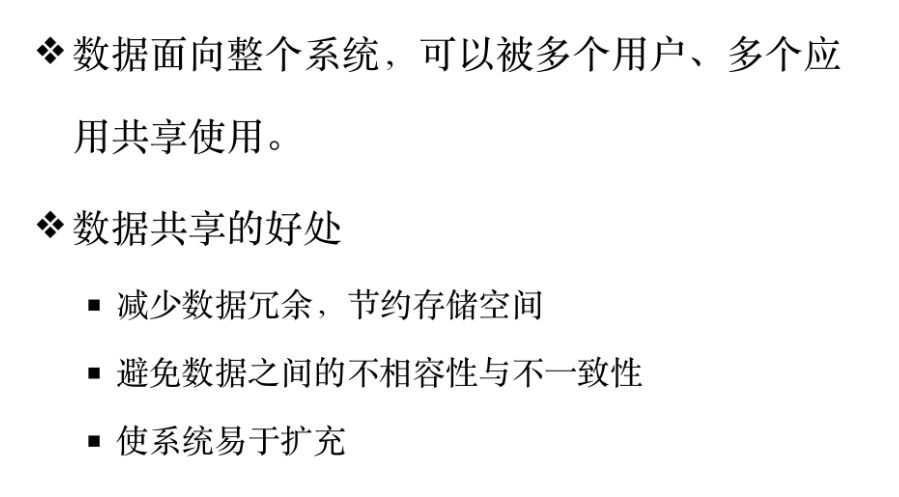 ❖数据面向整个系统，可以被多个用户、多个应
用共享使用。
❖数据共享的好处
▪ 减少数据冗余，节约存储空间
▪ 避免数据之间的不相容性与不一致性
▪ 使系统易于扩充